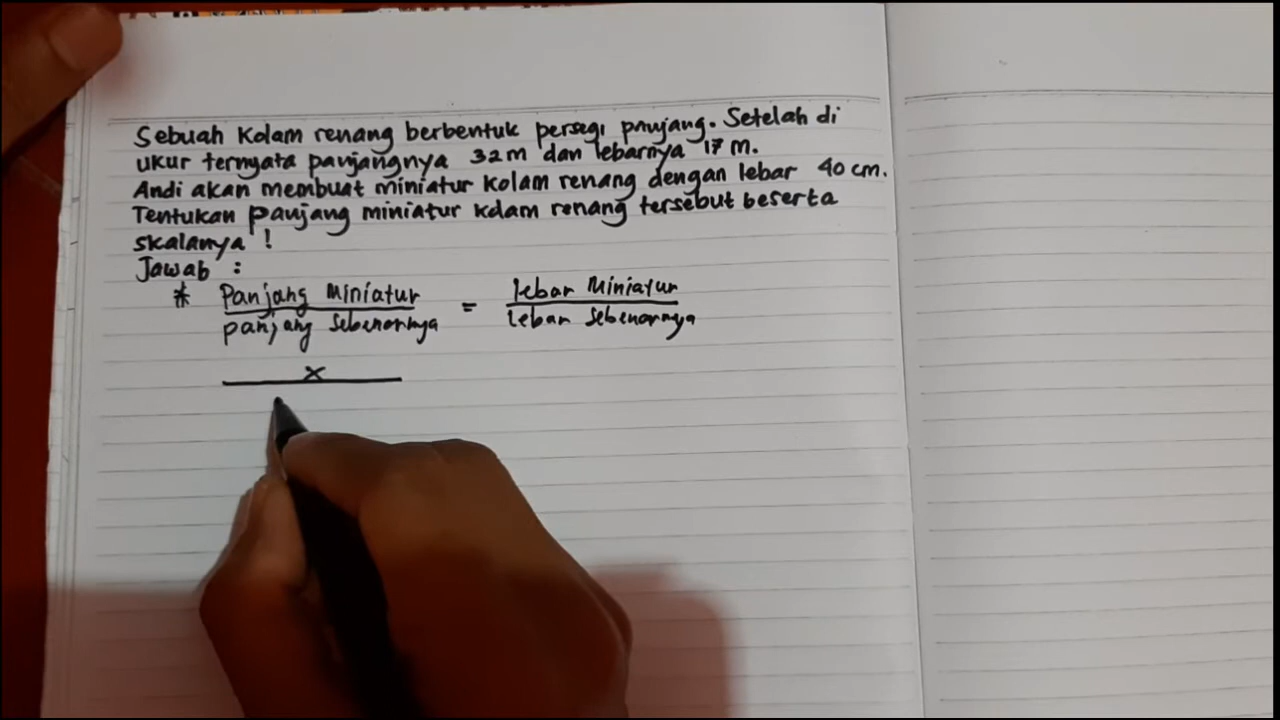 Sebuah Kolam renang berbentuk persegi pnujang. Setelah di
ukur ternyata panjangnya 32m dan lebarnya 17 m.
Andi akan membuat miniatur kolam renang dengan lebar 40 cm.
Tentukan panjang miniatur kolam renang tersebut beserta
skalanya !
Jawab :
* Panjang Miniatur = lebar Miniatur
panjang Sebenarnya lebar Sebenarnya
x